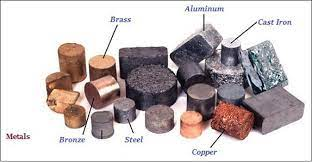 Aluminum
Brass
Cast Iron
Metals
Bronze
Steel
Copper